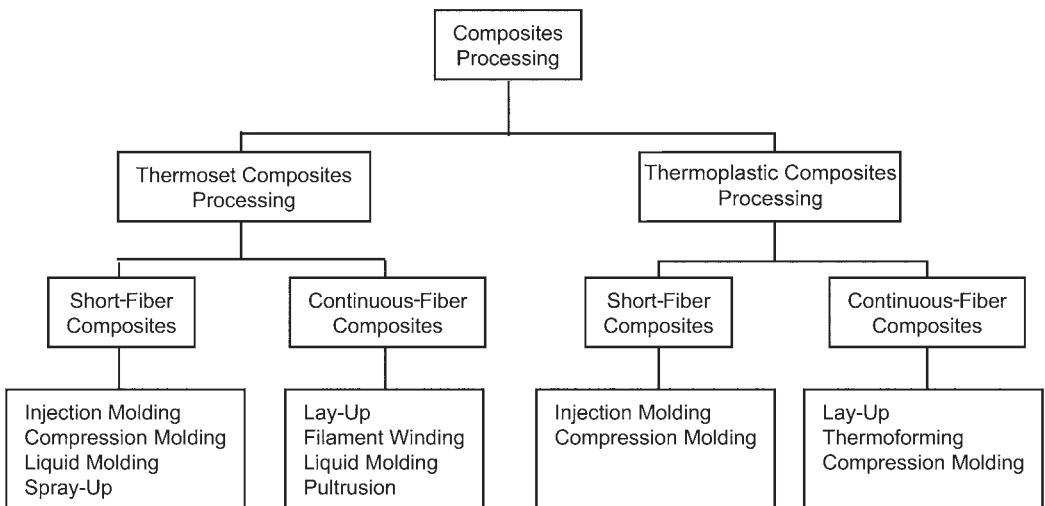 Composites
Processing
Thermoset Composites
Processing
Thermoplastic Composites
Processing
Short-Fiber
Composites
Continuous-Fiber
Composites
Short-Fiber
Composites
Continuous-Fiber
Composites
Injection Molding
Compression Molding
Liquid Molding
Spray-Up
Lay-Up
Filament Winding
Liquid Molding
Pultrusion
Injection Molding
Compression Molding
Lay-Up
Thermoforming
Compression Molding